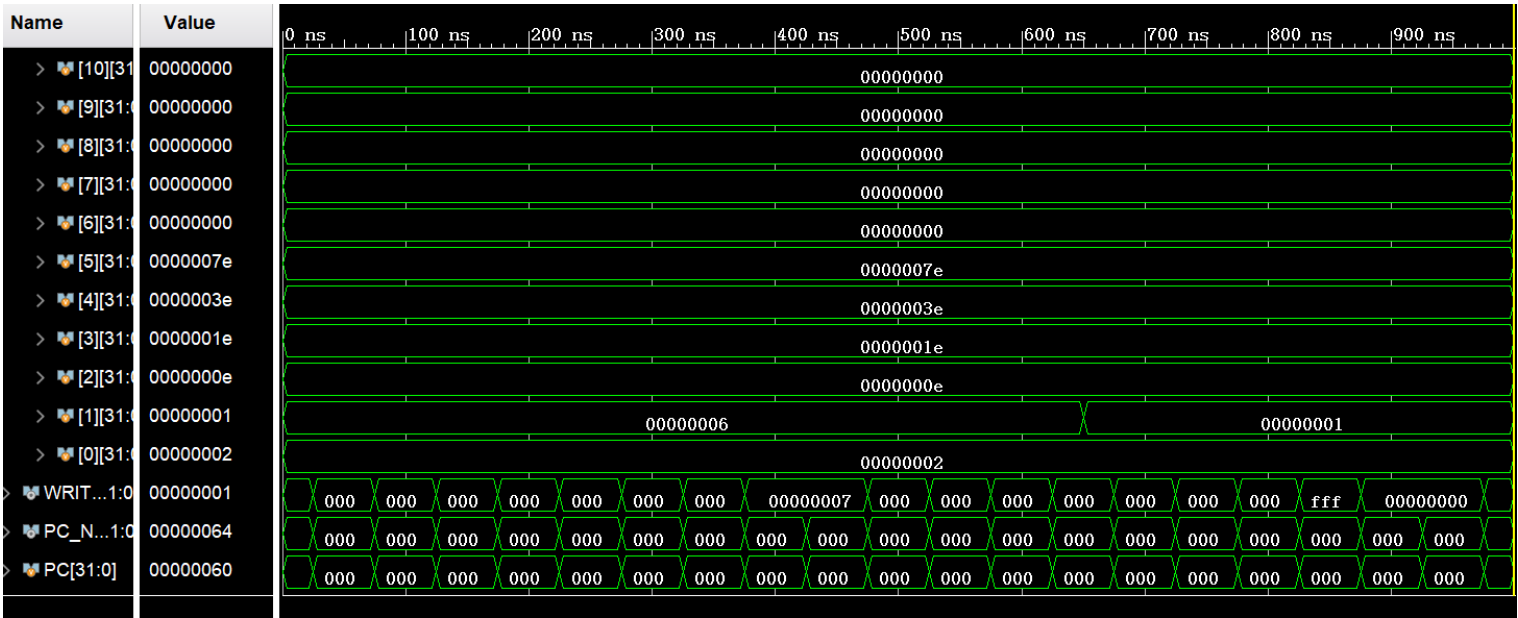 Name Value 0 ns 100 ns 200 ns 300 ns 400 ns 500 ns 600 ns 700 ns 800 ns 900 ns
[10][31 00000000 00000000
[9][31:0 00000000 00000000
[8][31:0 00000000 00000000
[7][31:0 00000000 00000000
[6][31:0 00000000 00000000
[5][31:0 0000007e 0000007e
[4][31:0 0000003e 0000003e
[3][31:0 0000001e 0000001e
[2][31:0 0000000e 0000000e
[1][31:0 00000001 00000006 00000001
[0][31:0 00000002 00000002
WRIT...1:0 00000001 000 000 000 000 000 000 000 00000007 000 000 000 000 000 000 000 fff 00000000
PC_N...1:0 00000064 000 000 000 000 000 000 000 000 000 000 000 000 000 000 000 000 000 000 000
PC[31:0] 00000060 000 000 000 000 000 000 000 000 000 000 000 000 000 000 000 000 000 000 000